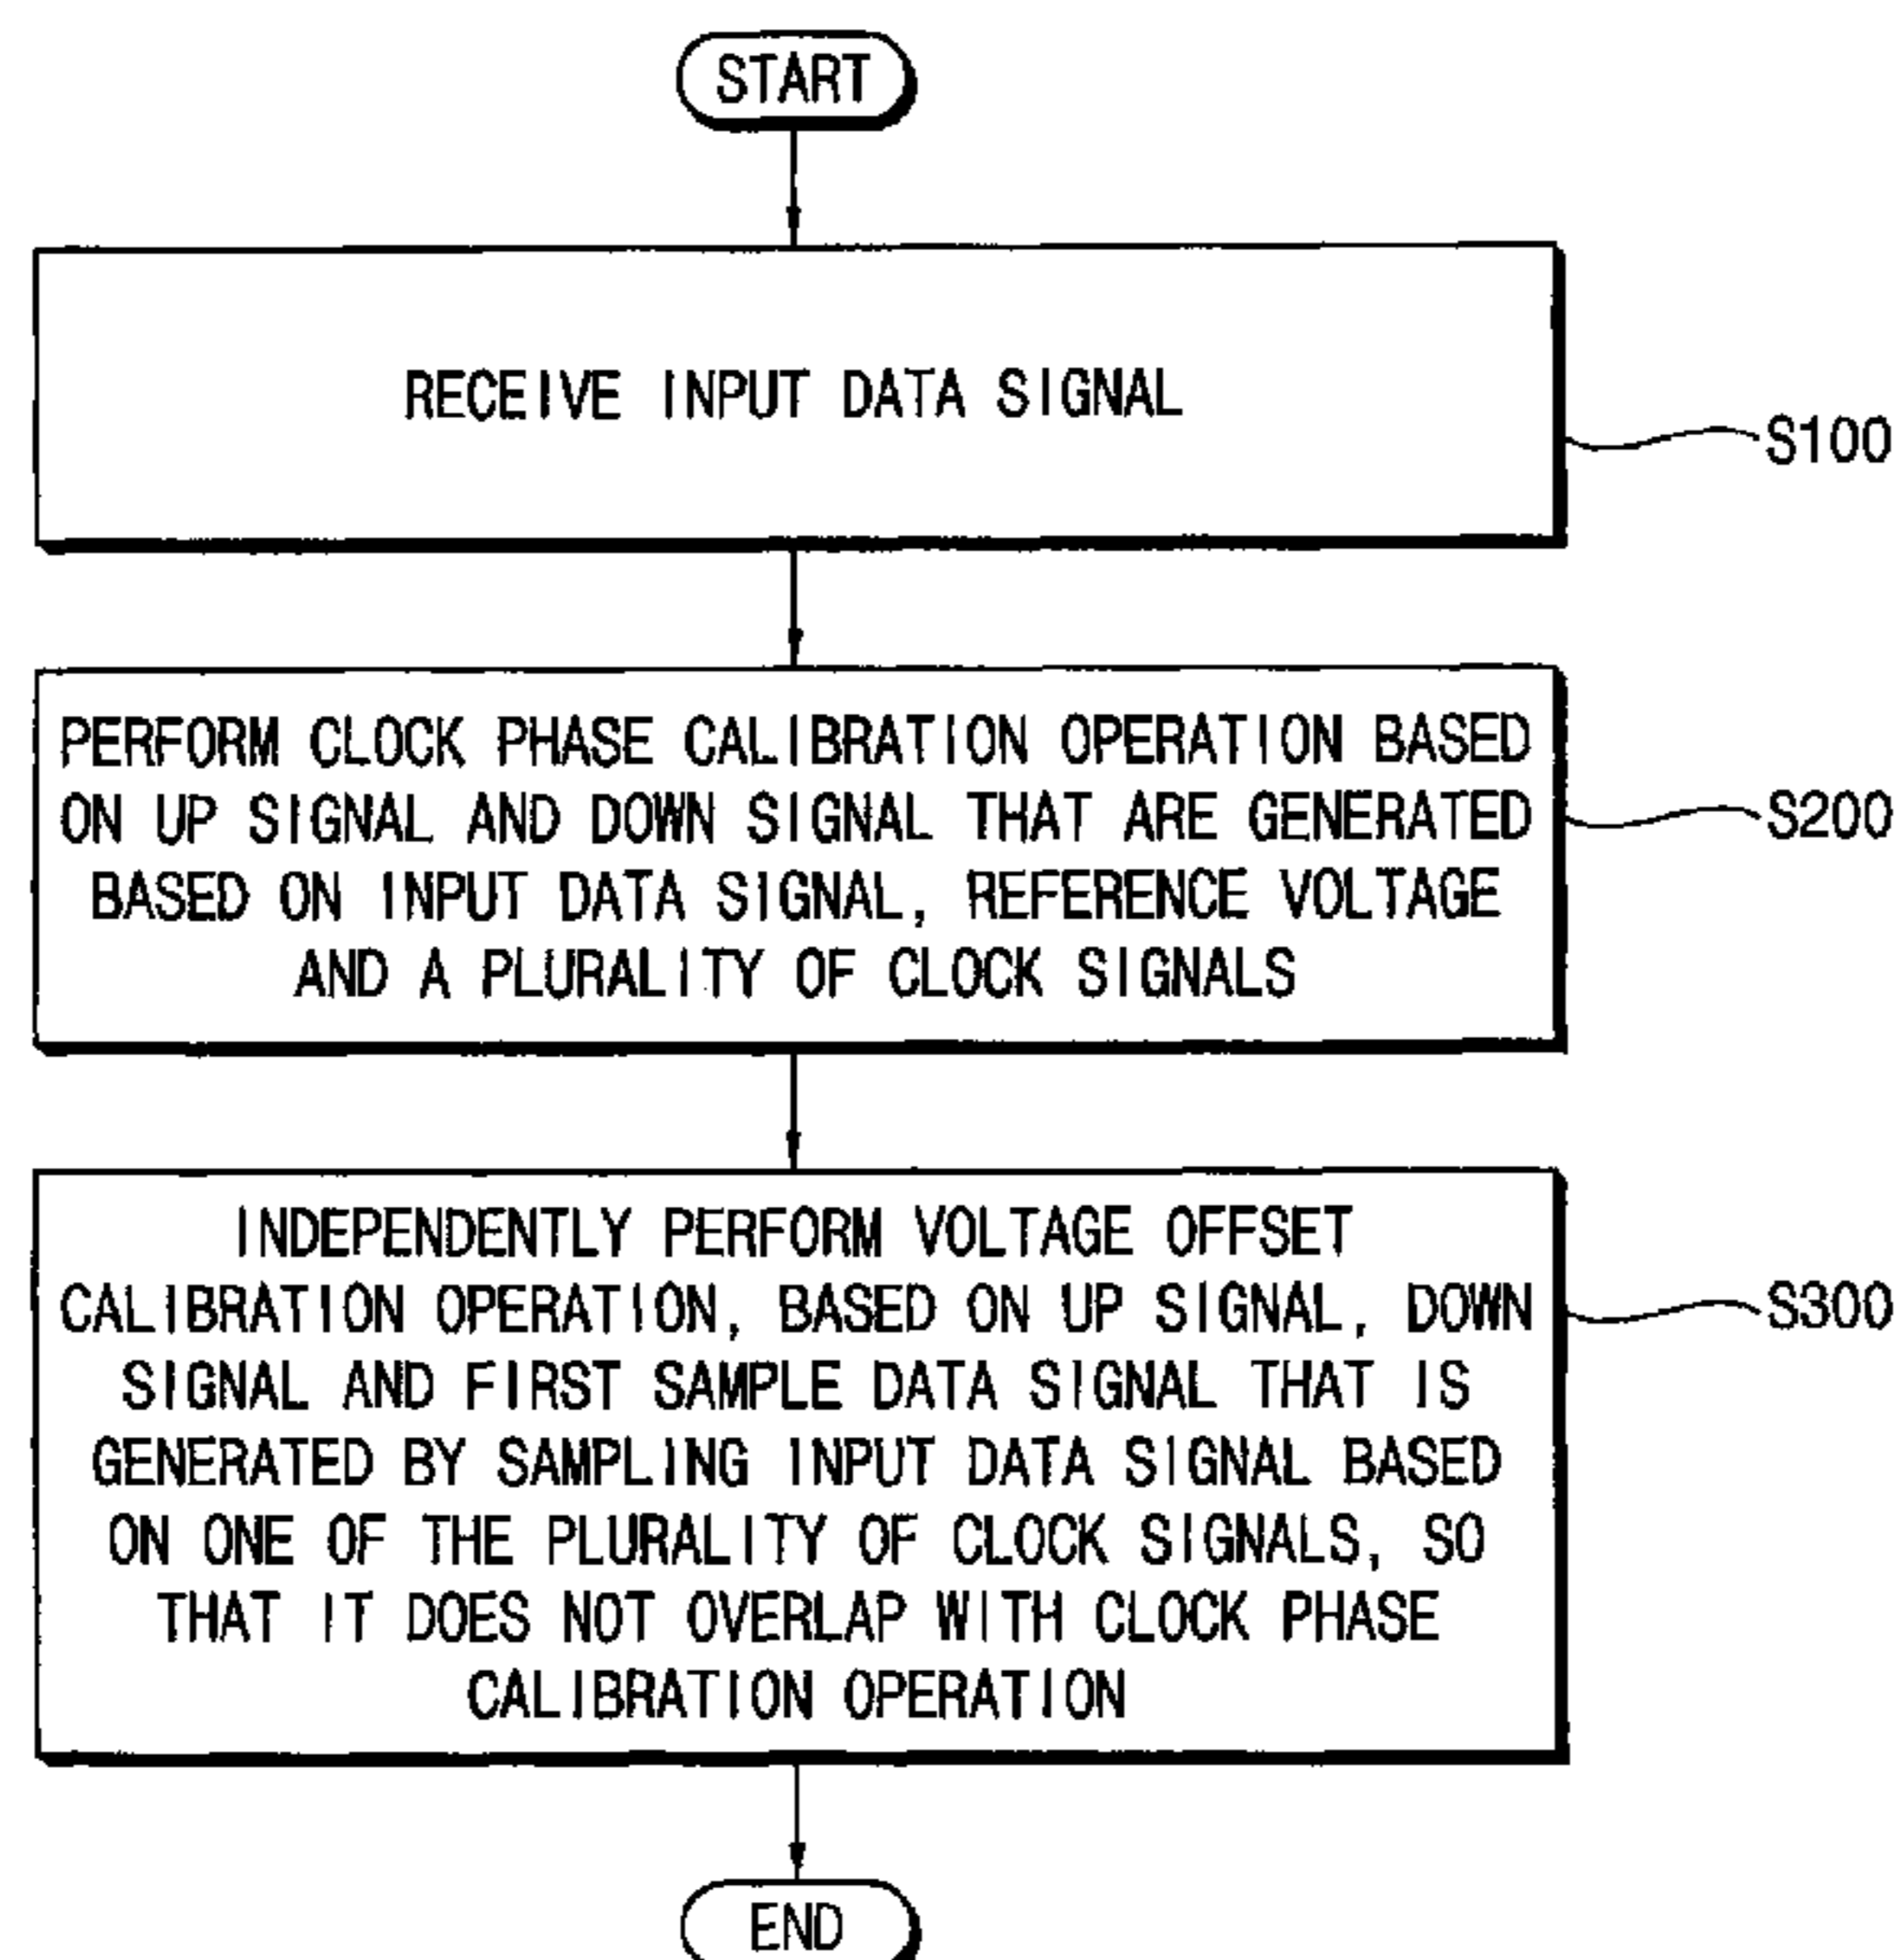 START
RECEIVE INPUT DATA SIGNAL
S100
PERFORM CLOCK PHASE CALIBRATION OPERATION BASED
ON UP SIGNAL AND DOWN SIGNAL THAT ARE GENERATED
BASED ON INPUT DATA SIGNAL, REFERENCE VOLTAGE
AND A PLURALITY OF CLOCK SIGNALS
S200
INDEPENDENTLY PERFORM VOLTAGE OFFSET
CALIBRATION OPERATION, BASED ON UP SIGNAL, DOWN
SIGNAL AND FIRST SAMPLE DATA SIGNAL THAT IS
GENERATED BY SAMPLING INPUT DATA SIGNAL BASED
ON ONE OF THE PLURALITY OF CLOCK SIGNALS, SO
THAT IT DOES NOT OVERLAP WITH CLOCK PHASE
CALIBRATION OPERATION
S300
END